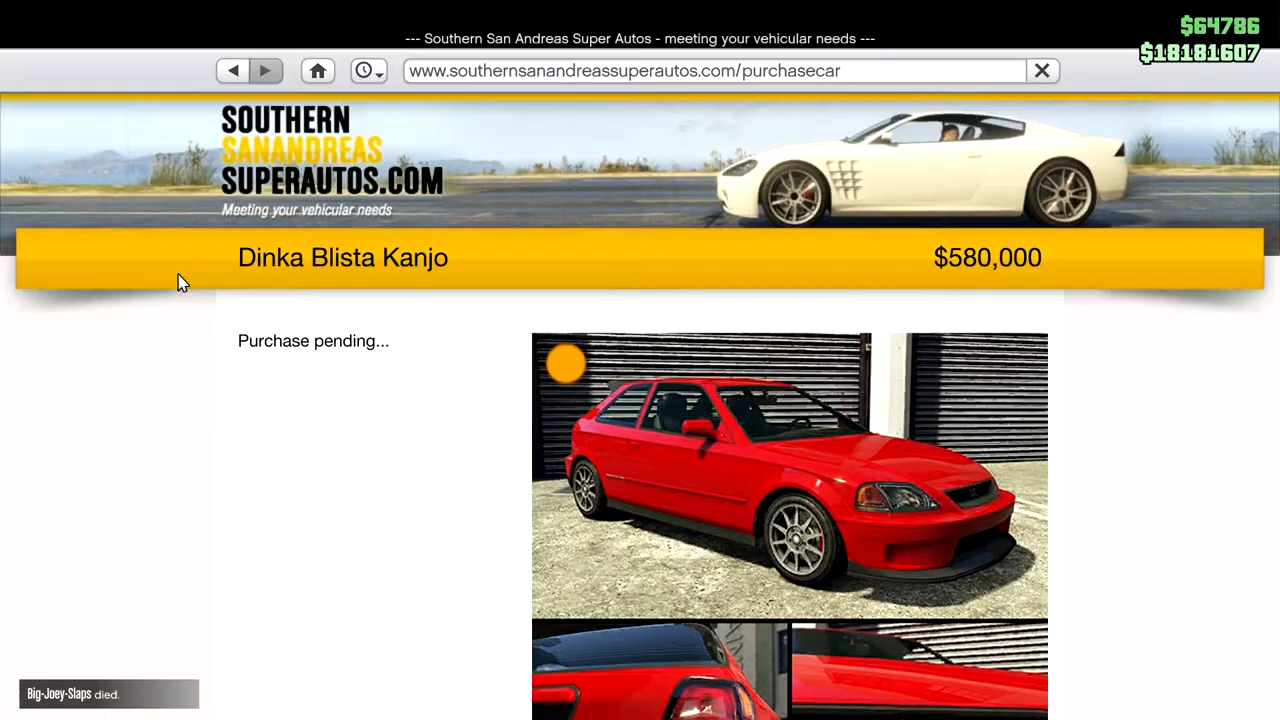 $64786
--- Southern San Andreas Super Autos - meeting your vehicular needs ---
$18181607
www.southernsanandreassuperautos.com/purchasecar
SOUTHERN
SANANDREAS
SUPERAUTOS.COM
Meeting your vehicular needs
Dinka Blista Kanjo
$580,000
Purchase pending...
Big-Joey-Slaps died.